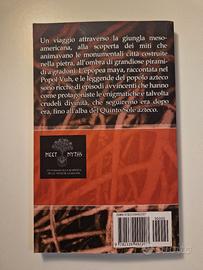 Un viaggio attraverso la giungla meso-
americana, alla scoperta dei miti che
animavano le monumentali città costruite
nella pietra, all'ombra di grandiose pirami-
di a gradoni. L'epopea maya, raccontata nel
Popol Vuh, e le leggende del popolo azteco
sono ricche di episodi avvincenti che hanno
come protagoniste le enigmatiche e talvolta
crudeli divinità, che seguiremo era dopo
era, fino all'alba del Quinto Sole azteco.
MEET
MYTHS
90000